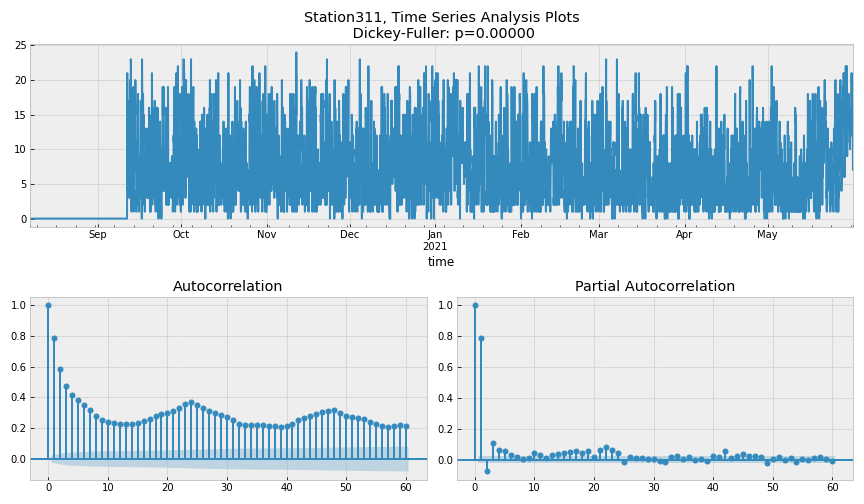 Station311, Time Series Analysis Plots
Dickey-Fuller: p=0.00000
25
20
15
10
5
0
Sep Oct Nov Dec Jan Feb Mar Apr May
2021
time
Autocorrelation Partial Autocorrelation
1.0 1.0
0.8 0.8
0.6 0.6
0.4 0.4
0.2 0.2
0.0 0.0
0 10 20 30 40 50 60 0 10 20 30 40 50 60